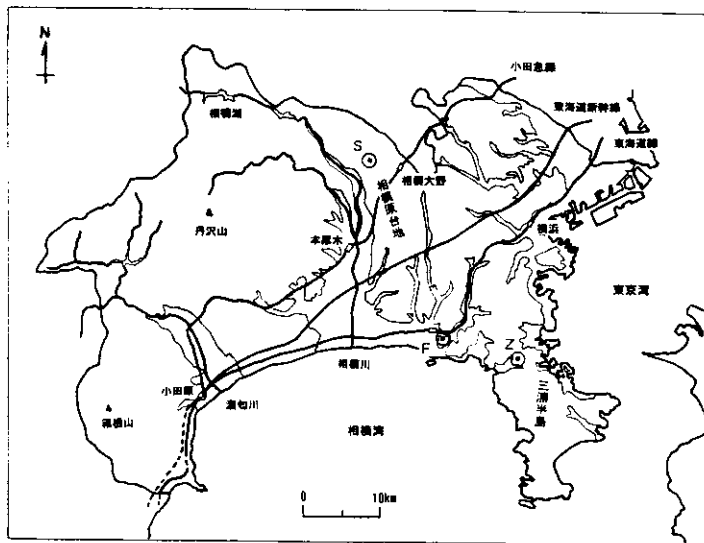 N
小田急線
東海道新幹線
東海道線
相模湖
S
相模大野
相模原台地
丹沢山
本厚木
横浜
東京湾
F
Z
相模川
三浦半島
小田原
酒匂川
箱根山
相模湾
0
10km